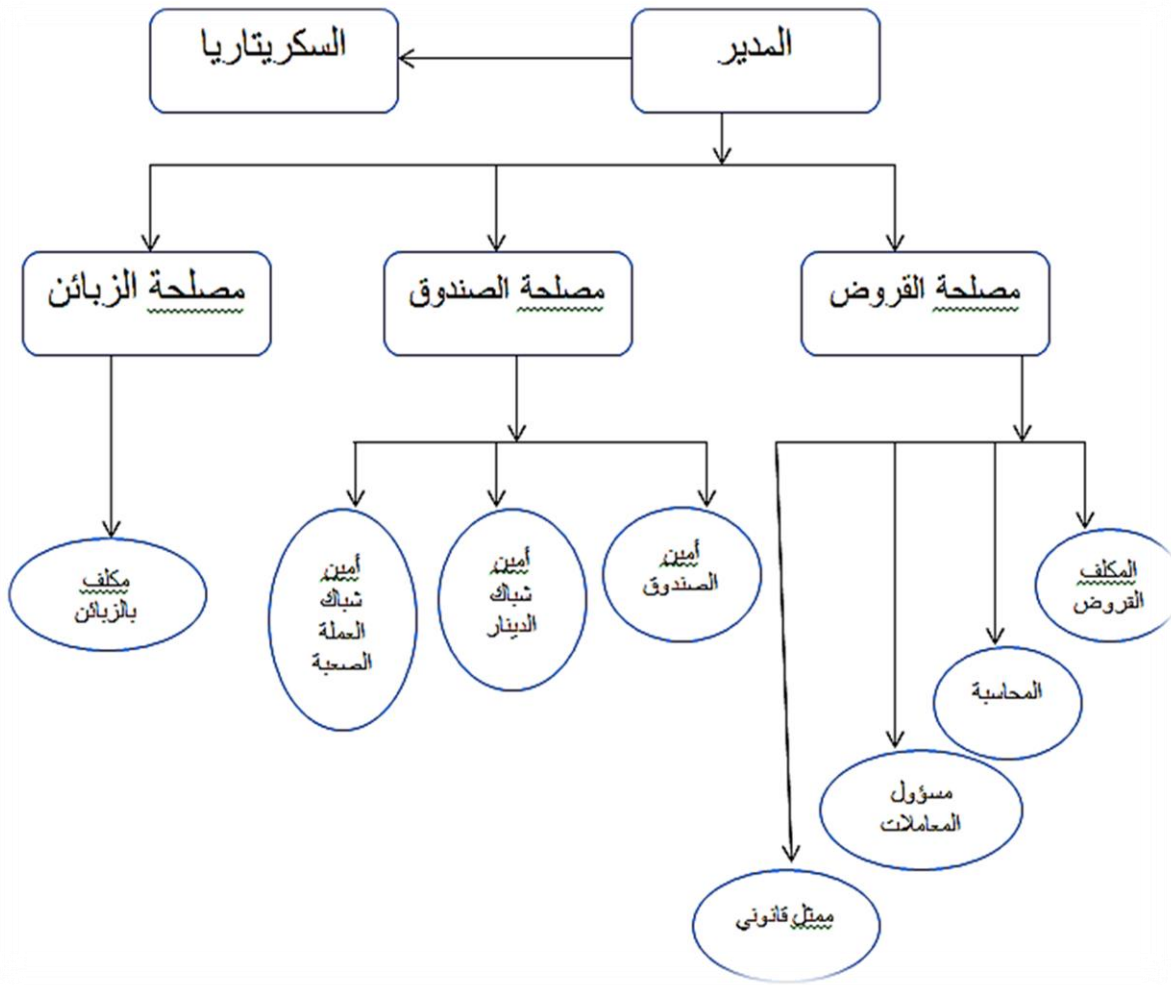 المدير
السكريتاريا
مصلحة القروض
مصلحة الصندوق
مصلحة الزبائن
المكلف
القروض
المحاسبة
مسؤول
المعاملات
ممثل قانوني
أمين
الصندوق
أمين
شباك
الدينار
أمين
شباك
العملة
الصعبة
مكلف
بالزبائن